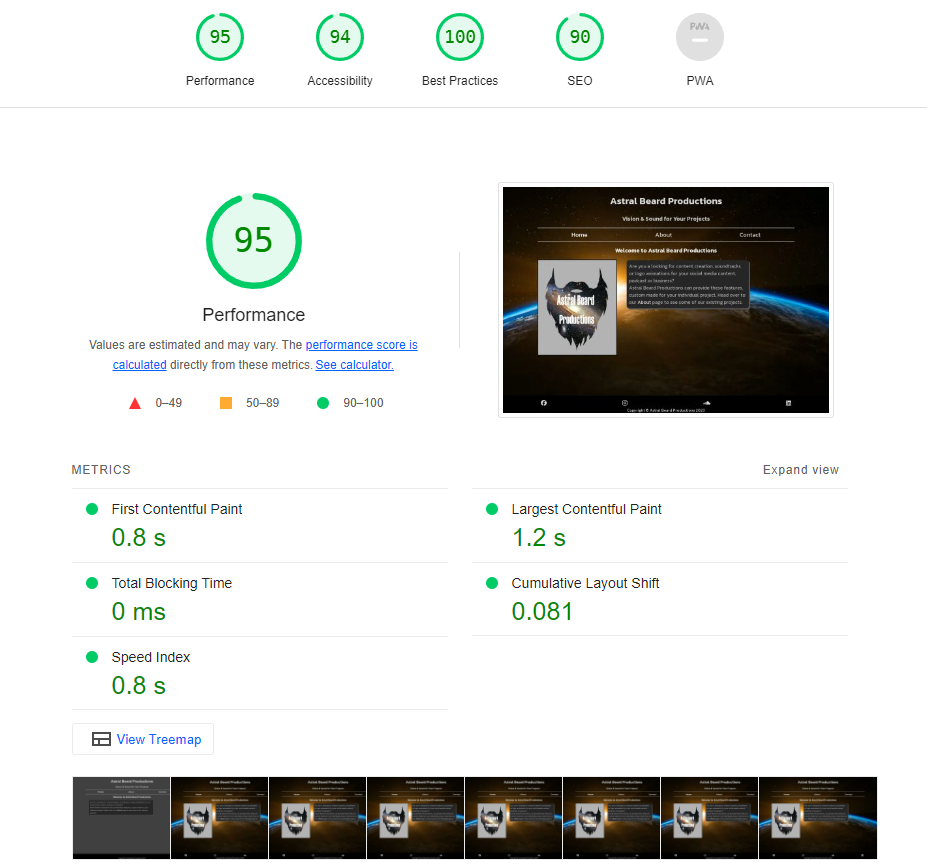 95 94 100 90 PWA
Performance Accessibility Best Practices SEO PWA
95
Performance
Values are estimated and may vary. The performance score is
calculated directly from these metrics. See calculator.
0–49 50–89 90–100
Astral Beard Productions
Vision & Sound for Your Projects
Home About Contact
Welcome to Astral Beard Productions
Are you a looking for content creation, soundtracks
or logo animations for your social media content,
podcast or business?
Astral Beard Productions can provide these features,
custom made for your individual project. Head over to
our About page to see some of our existing projects.
Astral Beard
Productions
Copyright © Astral Beard Productions 2023
METRICS
Expand view
First Contentful Paint
0.8 s
Largest Contentful Paint
1.2 s
Total Blocking Time
0 ms
Cumulative Layout Shift
0.081
Speed Index
0.8 s
View Treemap